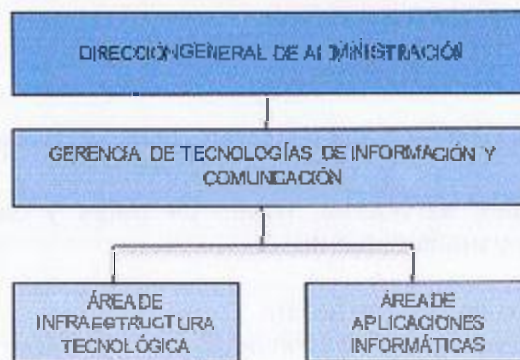 DIRECCIÓN GENERAL DE ADMINISTRACIÓN
GERENCIA DE TECNOLOGÍAS DE INFORMACIÓN Y
COMUNICACIÓN
ÁREA DE
INFRAESTRUCTURA
TECNOLÓGICA
ÁREA DE
APLICACIONES
INFORMÁTICAS